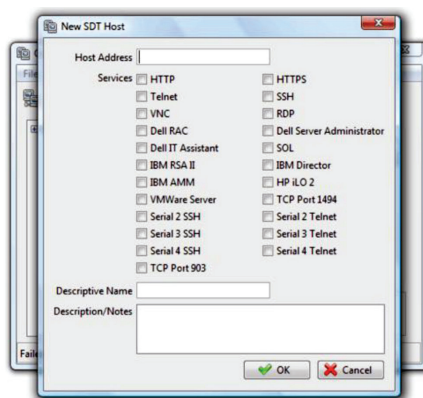 New SDT Host
Host Address
Services HTTP HTTPS
Telnet SSH
VNC RDP
Dell RAC Dell Server Administrator
Dell IT Assistant SOL
IBM RSA II IBM Director
IBM AMM HP iLO 2
VMWare Server TCP Port 1494
Serial 2 SSH Serial 2 Telnet
Serial 3 SSH Serial 3 Telnet
Serial 4 SSH Serial 4 Telnet
TCP Port 903
Descriptive Name
Description/Notes
OK Cancel